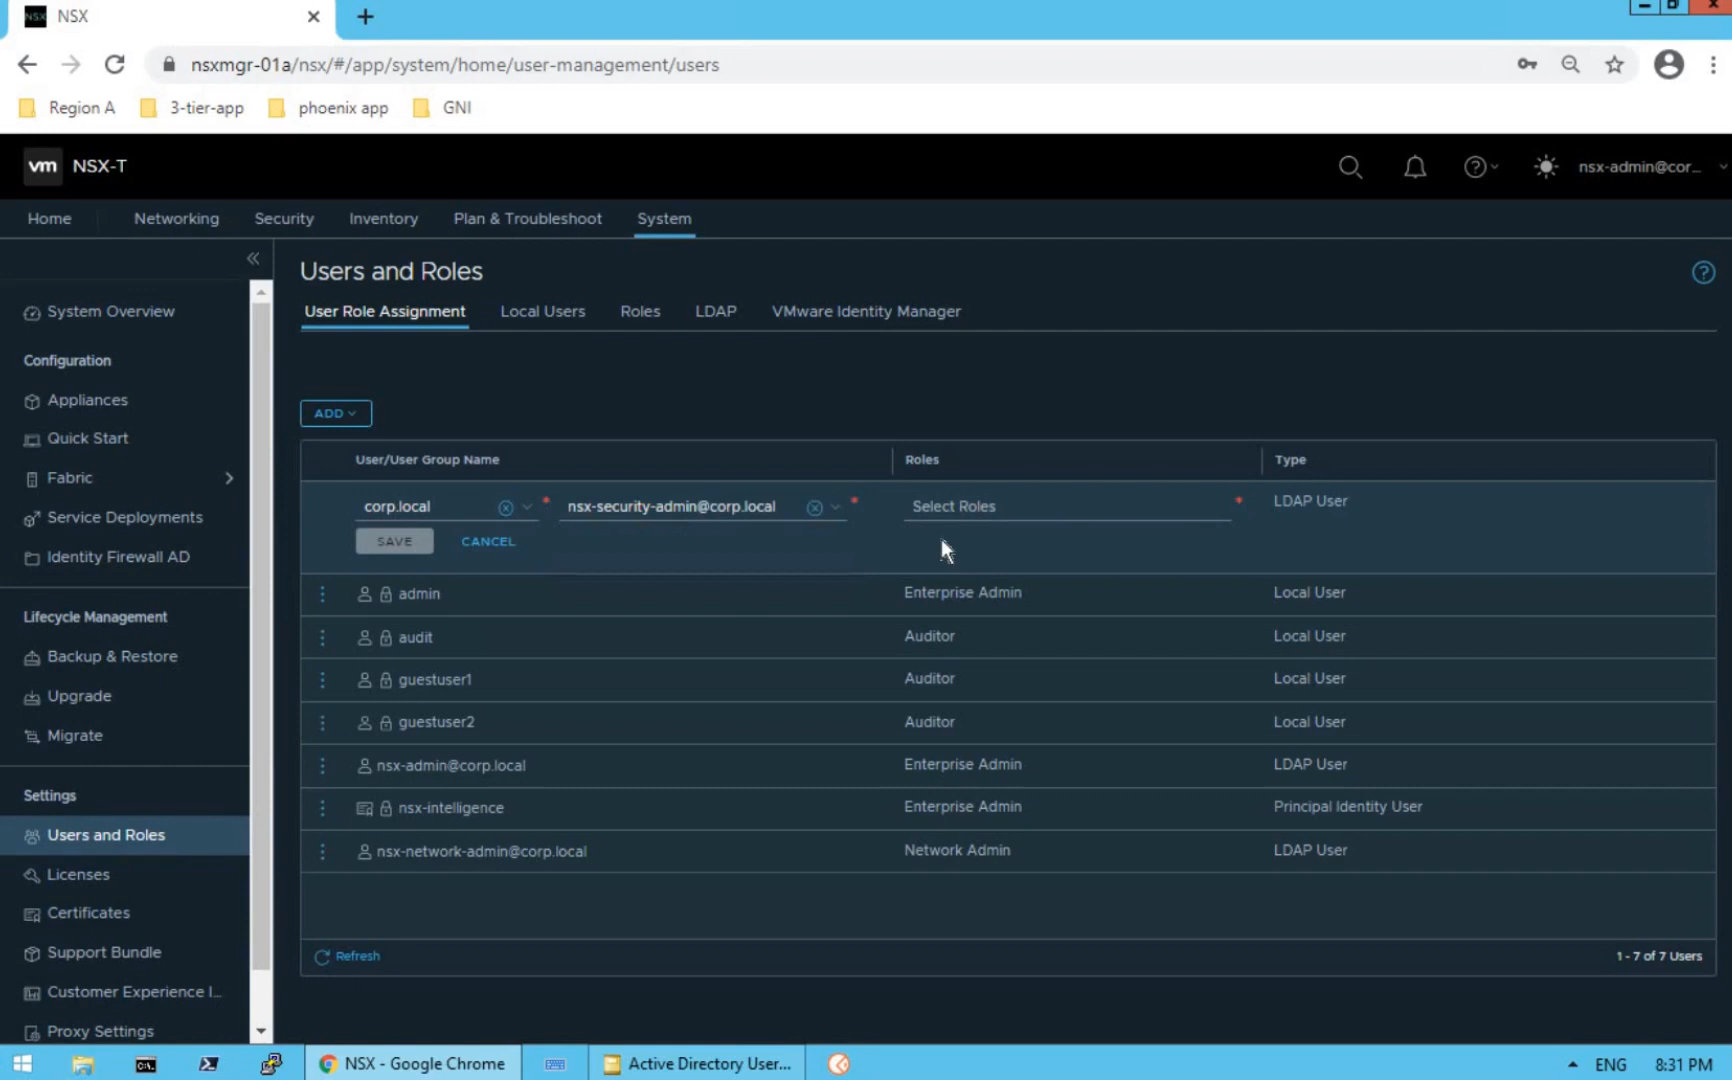 NSX
NSX
nsxmgr-01a/nsx/#/app/system/home/user-management/users
Region A
3-tier-app
phoenix app
GNI
vm NSX-T
nsx-admin@cor...
Home
Networking
Security
Inventory
Plan & Troubleshoot
System
System Overview
Configuration
Appliances
Quick Start
Fabric
Service Deployments
Identity Firewall AD
Lifecycle Management
Backup & Restore
Upgrade
Migrate
Settings
Users and Roles
Licenses
Certificates
Support Bundle
Customer Experience I...
Proxy Settings
Users and Roles
User Role Assignment
Local Users
Roles
LDAP
VMware Identity Manager
ADD
User/User Group Name
Roles
Type
corp.local * nsx-security-admin@corp.local * Select Roles * LDAP User
SAVE CANCEL
admin Enterprise Admin Local User
audit Auditor Local User
guestuser1 Auditor Local User
guestuser2 Auditor Local User
nsx-admin@corp.local Enterprise Admin LDAP User
nsx-intelligence Enterprise Admin Principal Identity User
nsx-network-admin@corp.local Network Admin LDAP User
Refresh
1 - 7 of 7 Users
NSX - Google Chrome
Active Directory User...
ENG
8:31 PM